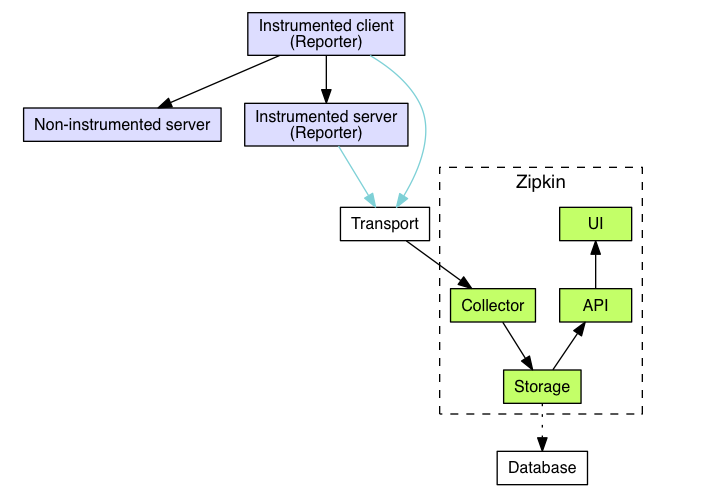 Instrumented client
(Reporter)
Non-instrumented server
Instrumented server
(Reporter)
Zipkin
Transport
UI
Collector
API
Storage
Database